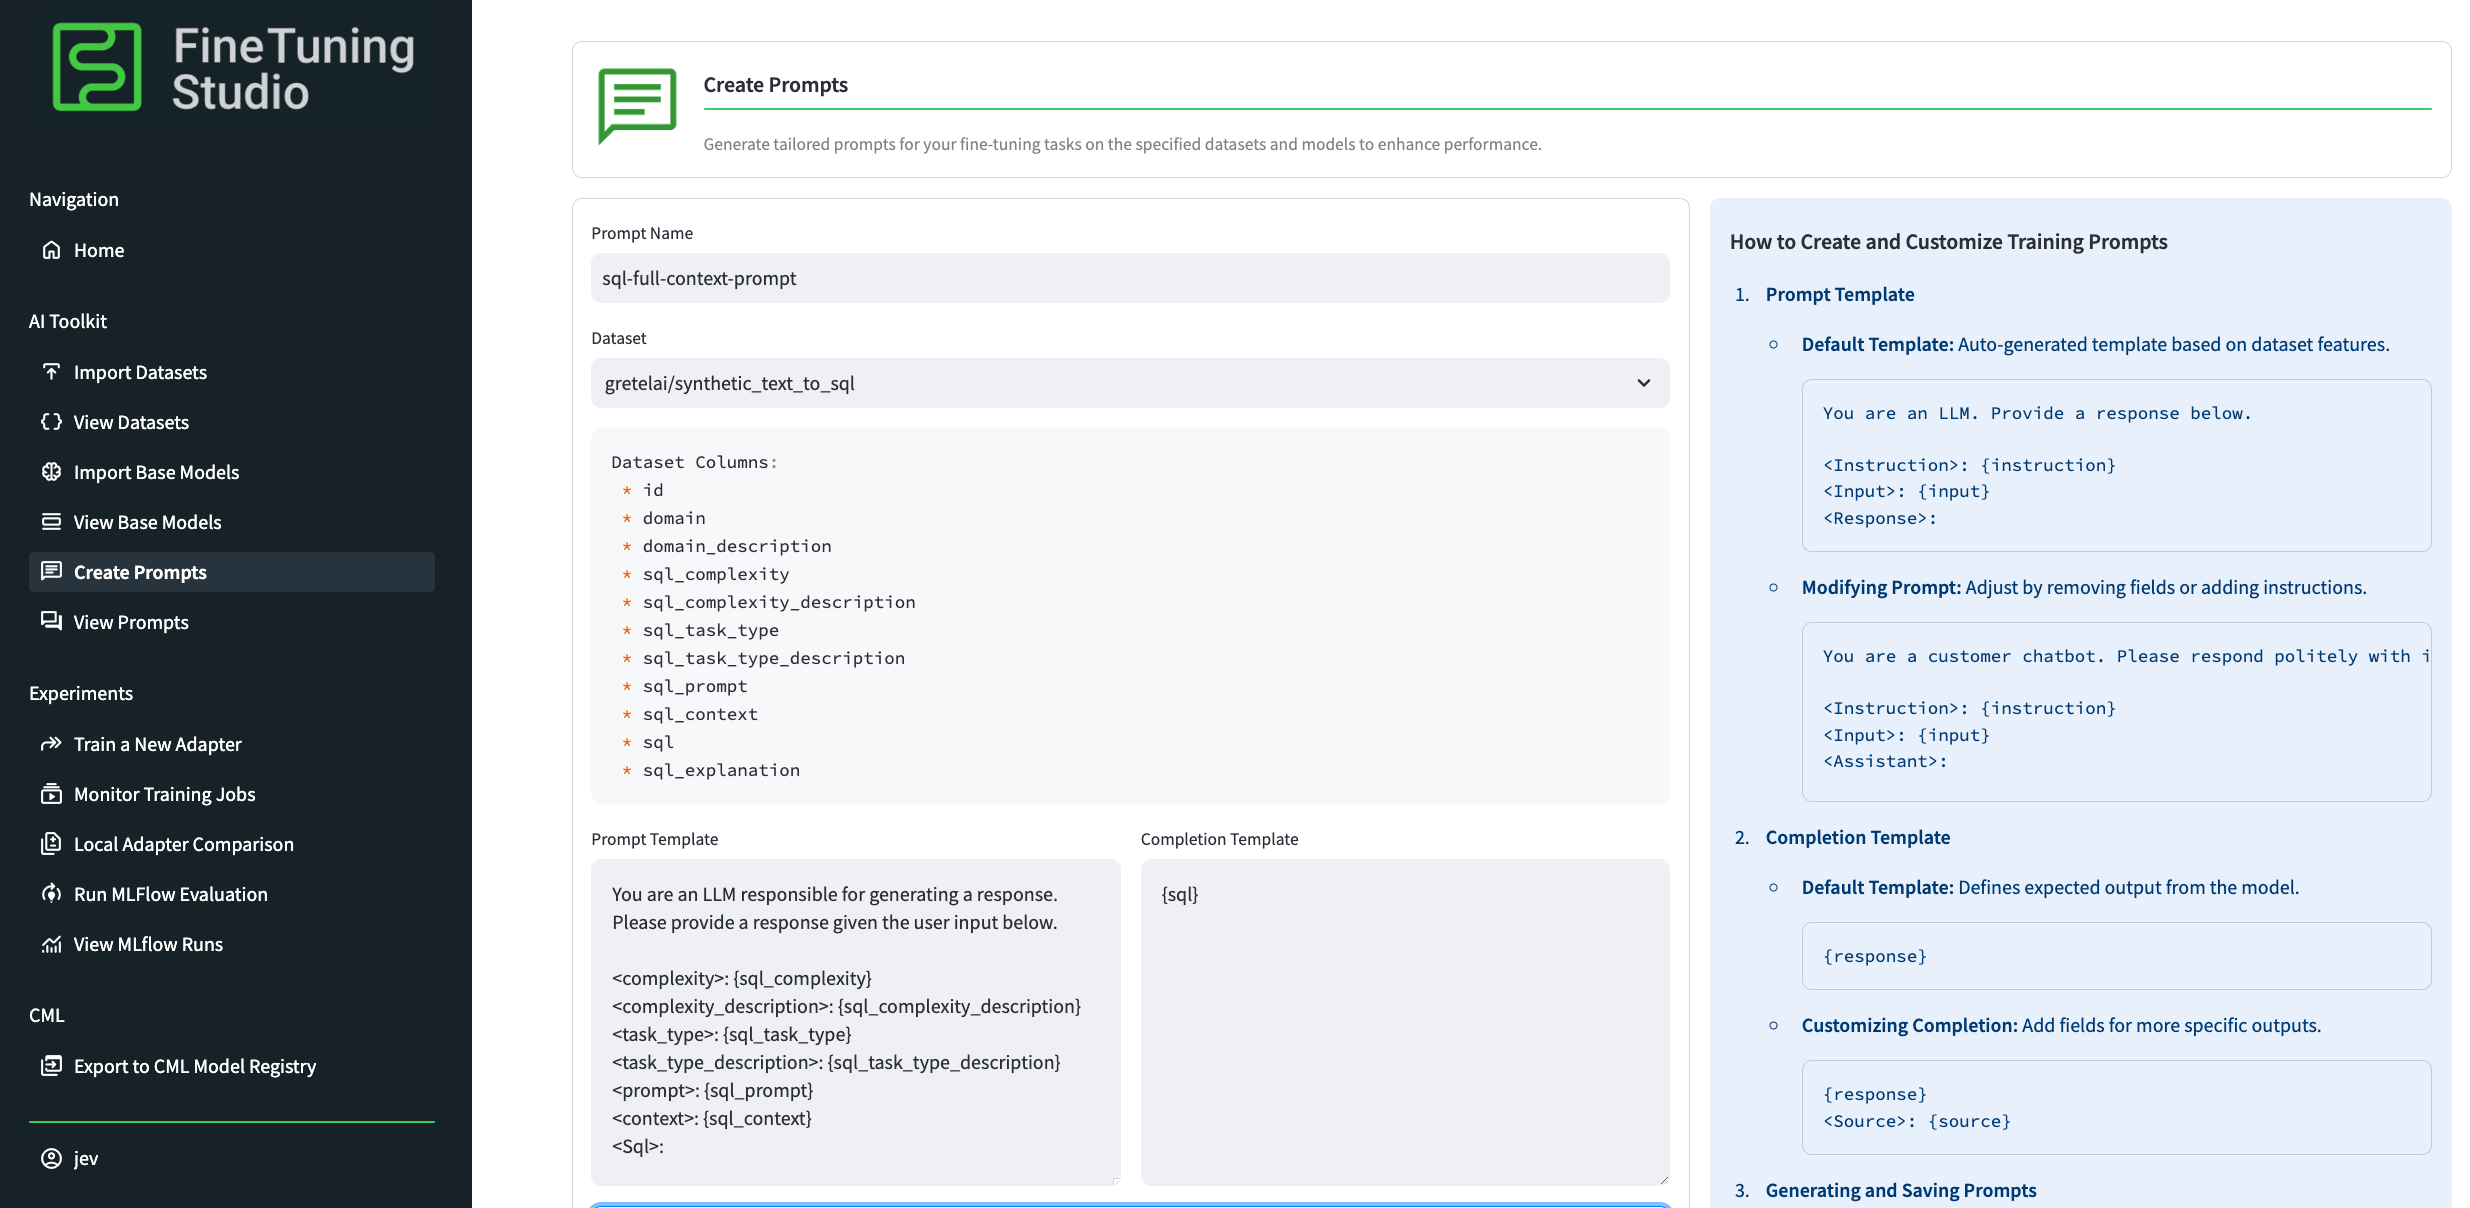 FineTuning
Studio
Navigation
Home
AI Toolkit
Import Datasets
View Datasets
Import Base Models
View Base Models
Create Prompts
View Prompts
Experiments
Train a New Adapter
Monitor Training Jobs
Local Adapter Comparison
Run MLFlow Evaluation
View MLflow Runs
CML
Export to CML Model Registry
jev
Create Prompts
Generate tailored prompts for your fine-tuning tasks on the specified datasets and models to enhance performance.
Prompt Name
sql-full-context-prompt
Dataset
gretelai/synthetic_text_to_sql
Dataset Columns:
* id
* domain
* domain_description
* sql_complexity
* sql_complexity_description
* sql_task_type
* sql_task_type_description
* sql_prompt
* sql_context
* sql
* sql_explanation
Prompt Template
You are an LLM responsible for generating a response.
Please provide a response given the user input below.
<complexity>: {sql_complexity}
<complexity_description>: {sql_complexity_description}
<task_type>: {sql_task_type}
<task_type_description>: {sql_task_type_description}
<prompt>: {sql_prompt}
<context>: {sql_context}
<Sql>:
Completion Template
{sql}
How to Create and Customize Training Prompts
1. Prompt Template
Default Template: Auto-generated template based on dataset features.
You are an LLM. Provide a response below.
<Instruction>: {instruction}
<Input>: {input}
<Response>:
Modifying Prompt: Adjust by removing fields or adding instructions.
You are a customer chatbot. Please respond politely with i
<Instruction>: {instruction}
<Input>: {input}
<Assistant>:
2. Completion Template
Default Template: Defines expected output from the model.
{response}
Customizing Completion: Add fields for more specific outputs.
{response}
<Source>: {source}
3. Generating and Saving Prompts